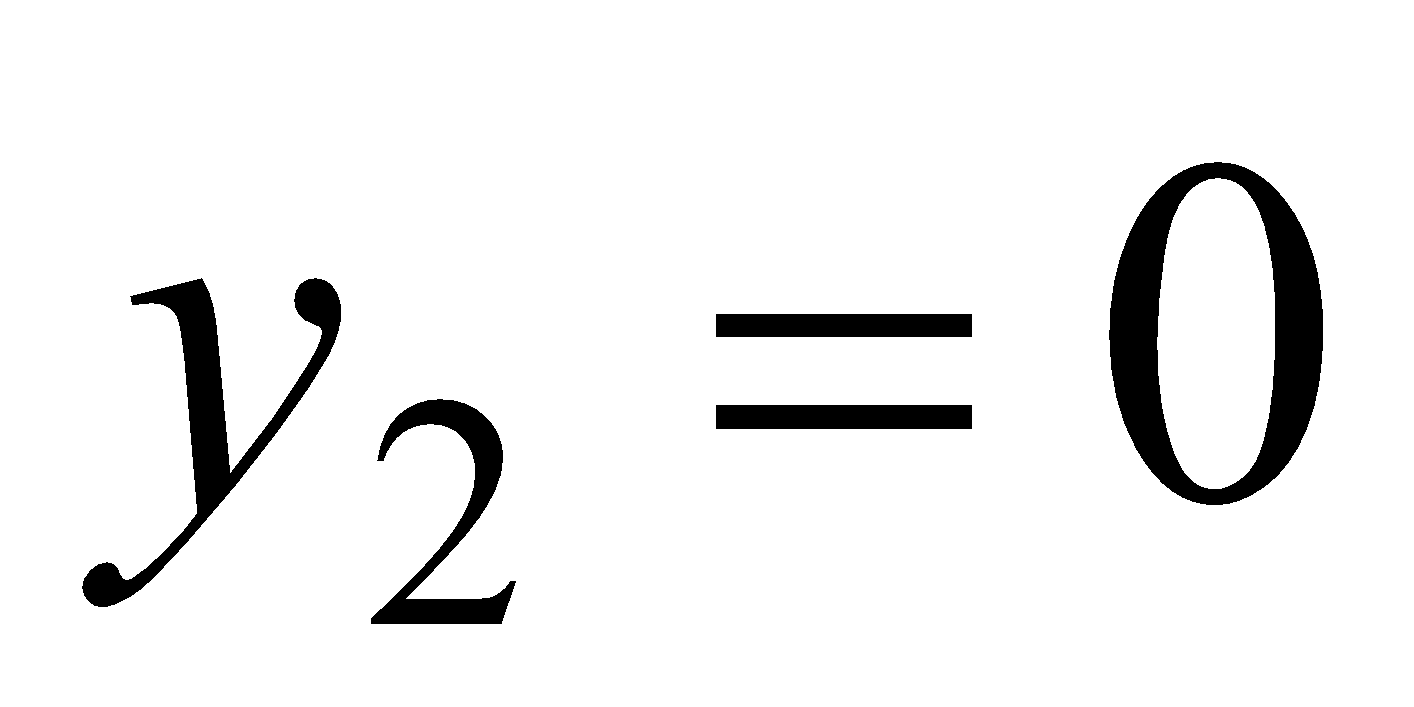 y₂ = 0